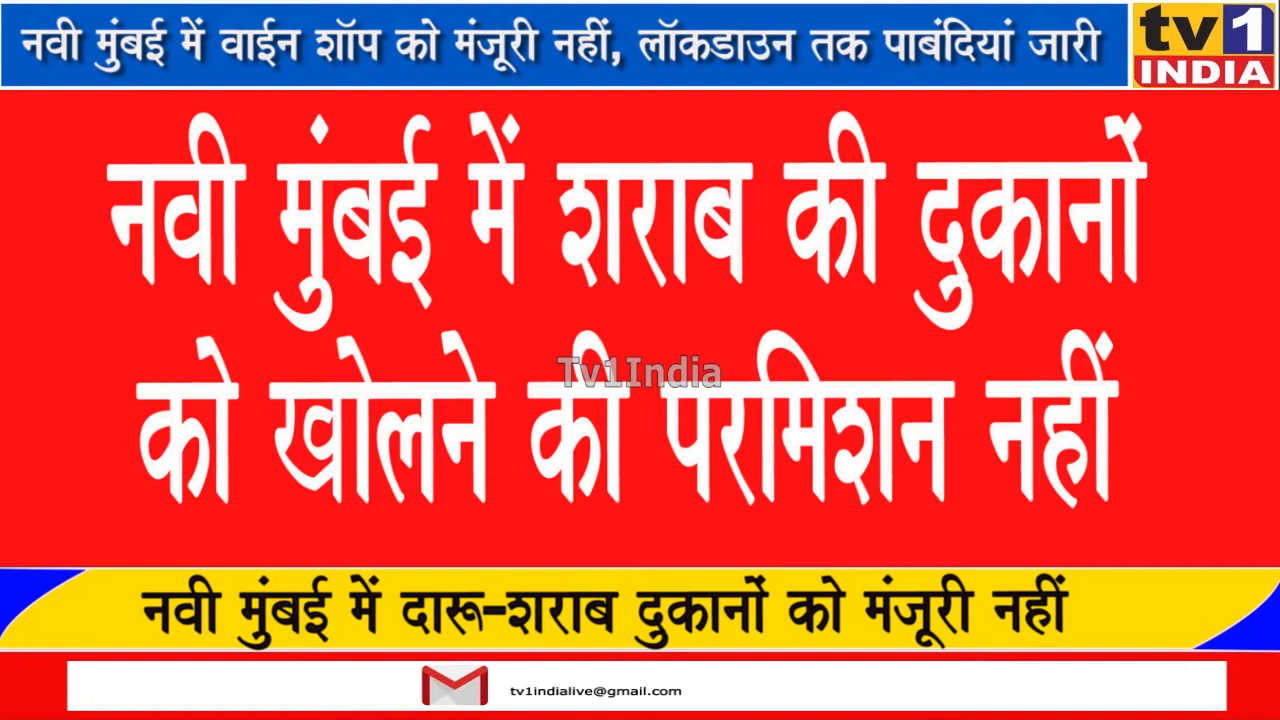 नवी मुंबई में वाईन शॉप को मंजूरी नहीं, लॉकडाउन तक पाबंदियां जारी
tv1
INDIA
नवी मुंबई में शराब की दुकानों
को खोलने की परमिशन नहीं
Tv1India
नवी मुंबई में दारू-शराब दुकानों को मंजूरी नहीं
tv1indialive@gmail.com